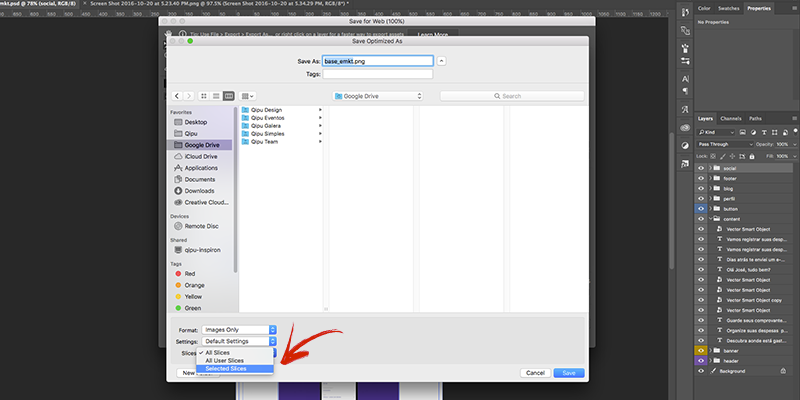 emkt.psd @ 78% (social, RGB/8)
× Screen Shot 2016-10-20 at 5.23.40 PM.png @ 97.5% (Screen Shot 2016-10-20 at 5.34.29 PM, RGB/8*)
Save for Web (100%)
Tip: Use File > Export > Export As... or right click on a layer for a faster way to export assets
Learn More
Save Optimized As
Save As: base_emkt.png
Tags:
Google Drive
Search
Favorites
Desktop
Qipu
Google Drive
iCloud Drive
Applications
Documents
Downloads
Creative Cloud...
Devices
Remote Disc
Shared
qipu-inspiron
Tags
Red
Orange
Yellow
Green
Qipu Design
Qipu Eventos
Qipu Galera
Qipu Simples
Qipu Team
Format: Images Only
Settings: Default Settings
Slices
✓ All Slices
All User Slices
Selected Slices
New
Cancel
Save
Color
Swatches
Properties
No Properties
Layers
Channels
Paths
Kind
Pass Through
Opacity: 100%
Lock:
Fill: 100%
social
footer
blog
perfil
button
content
Vector Smart Object
Vamos registrar suas desp...
Vamos registrar suas desp...
Dias atrás te enviei um e-...
Olá José, tudo bem?
Vector Smart Object
Vector Smart Object
Vector Smart Object copy
Vector Smart Object
Guarde seus comprovante...
Organize suas despesas p...
Descubra aonde está gast...
banner
header
Background